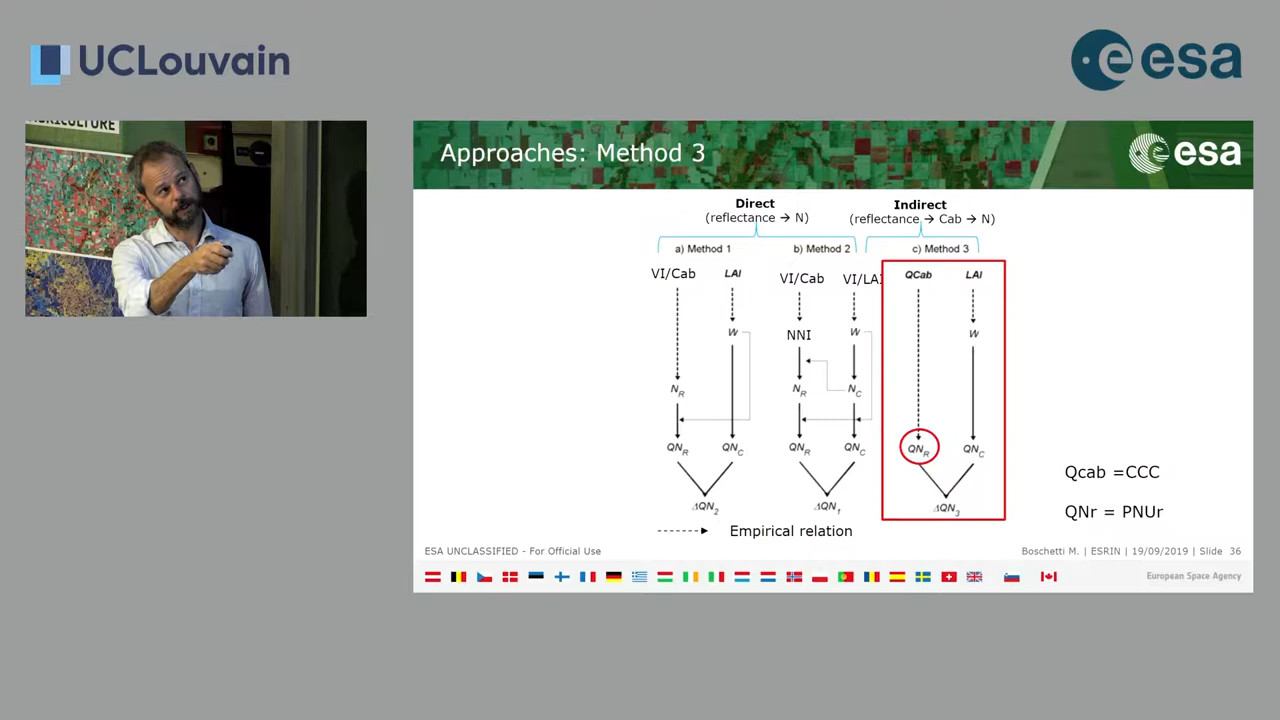 UCLouvain
esa
AGRICULTURE
Approaches: Method 3
esa
Direct
(reflectance → N)
Indirect
(reflectance → Cab → N)
a) Method 1
b) Method 2
c) Method 3
VI/Cab
LAI
VI/Cab
VI/LAI
QCab
LAI
W
NNI
W
W
NR
NR
NC
QNR
QNC
QNR
QNC
QNR
QNC
ΔQN2
ΔQN1
ΔQN3
Qcab =CCC
QNr = PNUr
Empirical relation
ESA UNCLASSIFIED - For Official Use
Boschetti M. | ESRIN | 19/09/2019 | Slide 36
European Space Agency